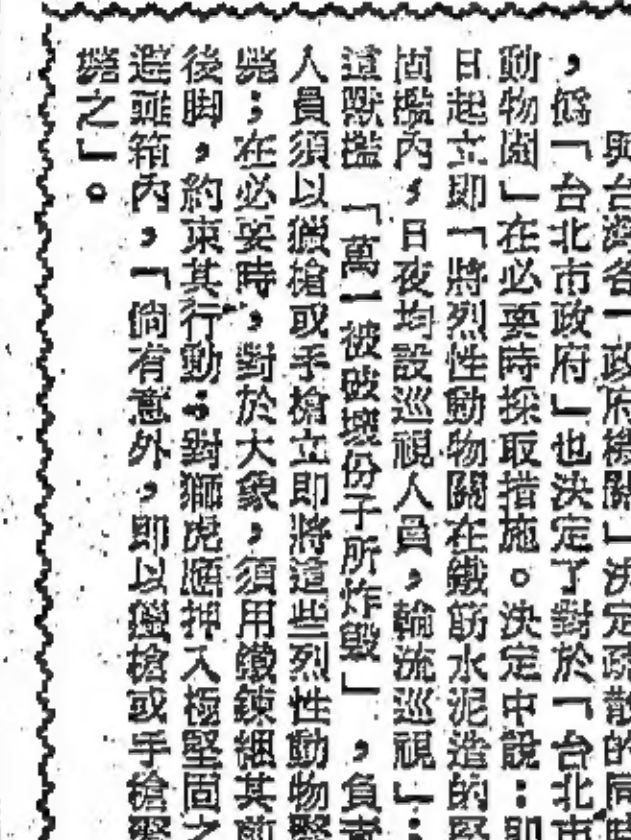 與台灣各「政府機關」決定疏散的同時
，僞「台北市政府」也決定了對於「台北市
動物園」在必要時採取措施。決定中說：即
日起立即「將烈性動物關在鐵筋水泥造的堅
固檻內，日夜均設巡視人員，輪流巡視」；
這獸檻「萬一被破壞份子所炸毀」，負責
人員須以獵槍或手槍立即將這些烈性動物擊
斃；在必要時，對於大象，須用鐵鍊綑其前
後脚，約束其行動；對獅虎應押入極堅固之
避難箱內，「倘有意外，即以獵槍或手槍擊
斃之」。